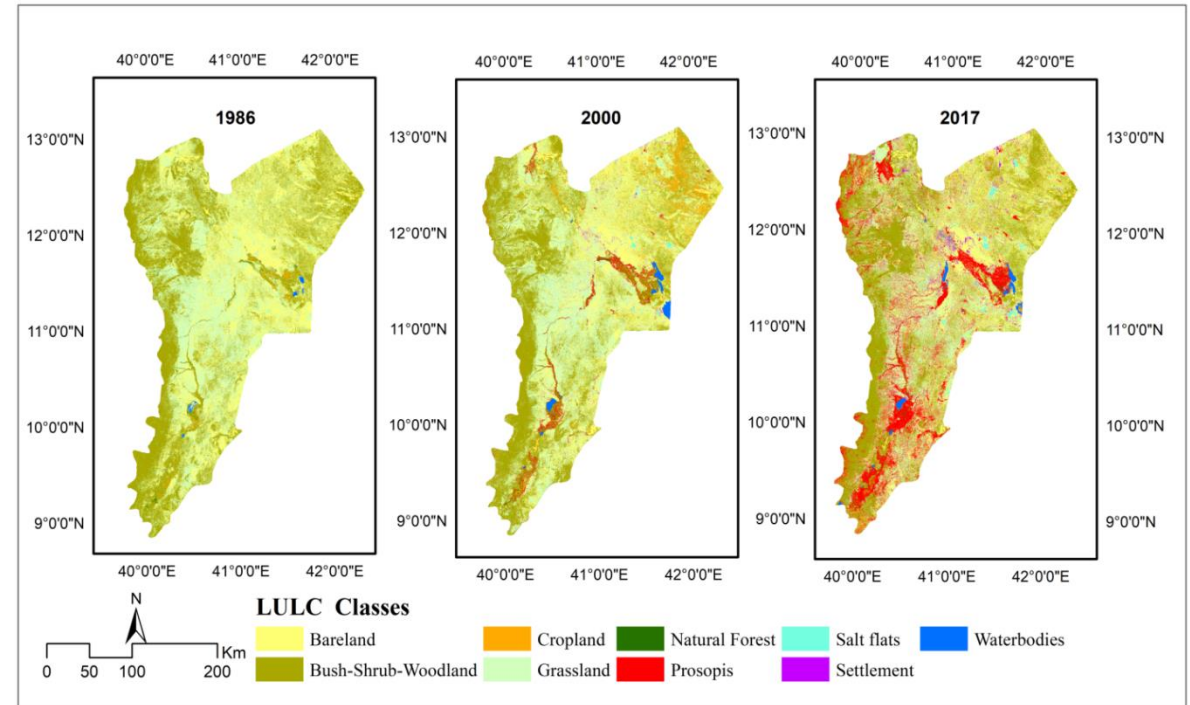 40°0'0"E 41°0'0"E 42°0'0"E 40°0'0"E 41°0'0"E 42°0'0"E 40°0'0"E 41°0'0"E 42°0'0"E
1986 2000 2017
13°0'0"N 13°0'0"N 13°0'0"N 13°0'0"N
12°0'0"N 12°0'0"N 12°0'0"N 12°0'0"N
11°0'0"N 11°0'0"N 11°0'0"N 11°0'0"N
10°0'0"N 10°0'0"N 10°0'0"N 10°0'0"N
9°0'0"N 9°0'0"N 9°0'0"N 9°0'0"N
40°0'0"E 41°0'0"E 42°0'0"E 40°0'0"E 41°0'0"E 42°0'0"E 40°0'0"E 41°0'0"E 42°0'0"E
N
LULC Classes
Bareland Cropland Natural Forest Salt flats Waterbodies
Bush-Shrub-Woodland Grassland Prosopis Settlement
Km
0 50 100 200